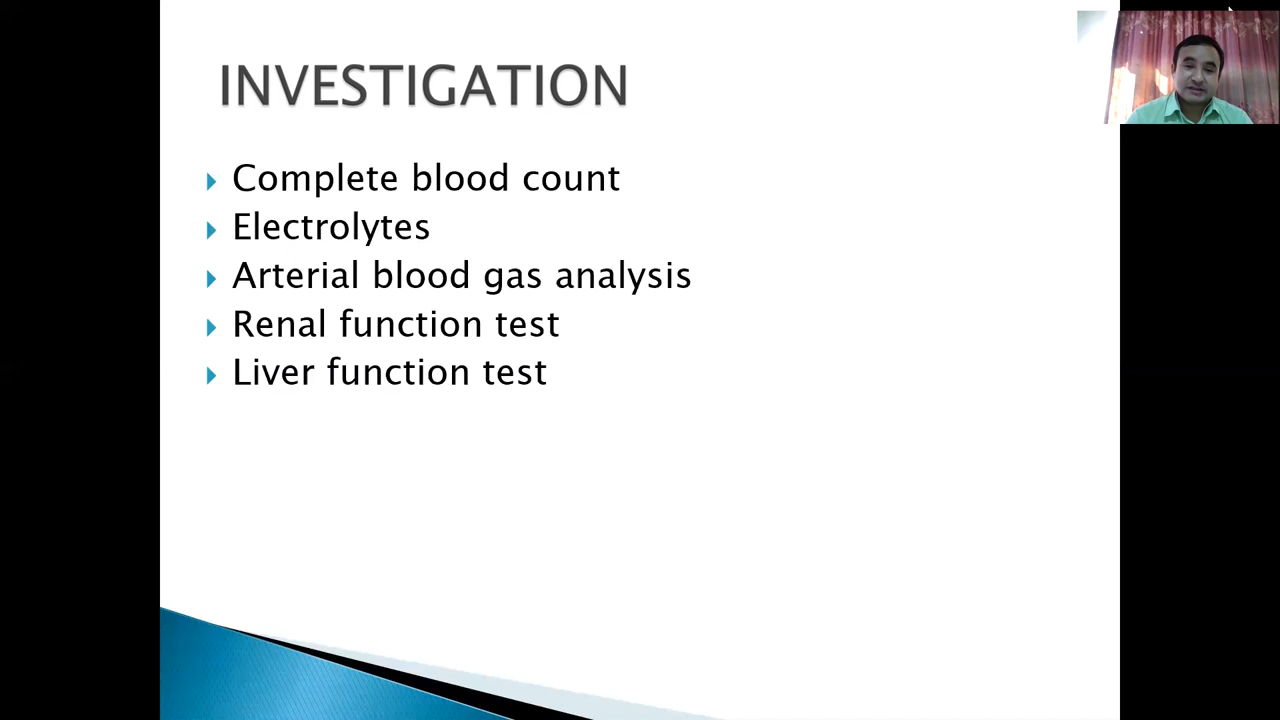 INVESTIGATION
Complete blood count
Electrolytes
Arterial blood gas analysis
Renal function test
Liver function test